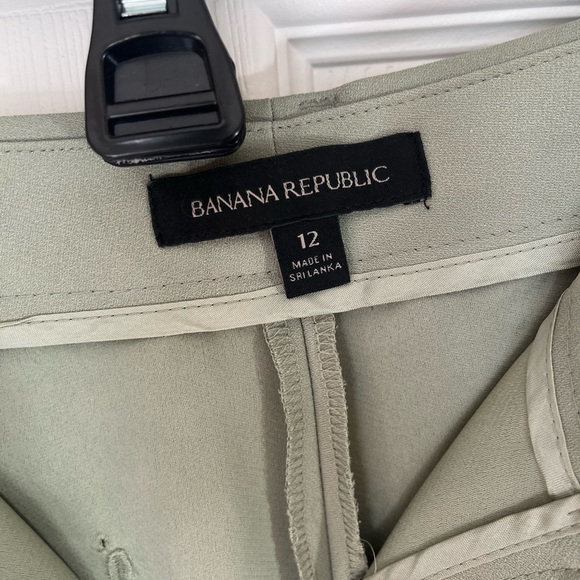 BANANA REPUBLIC
12
MADE IN
SRI LANKA